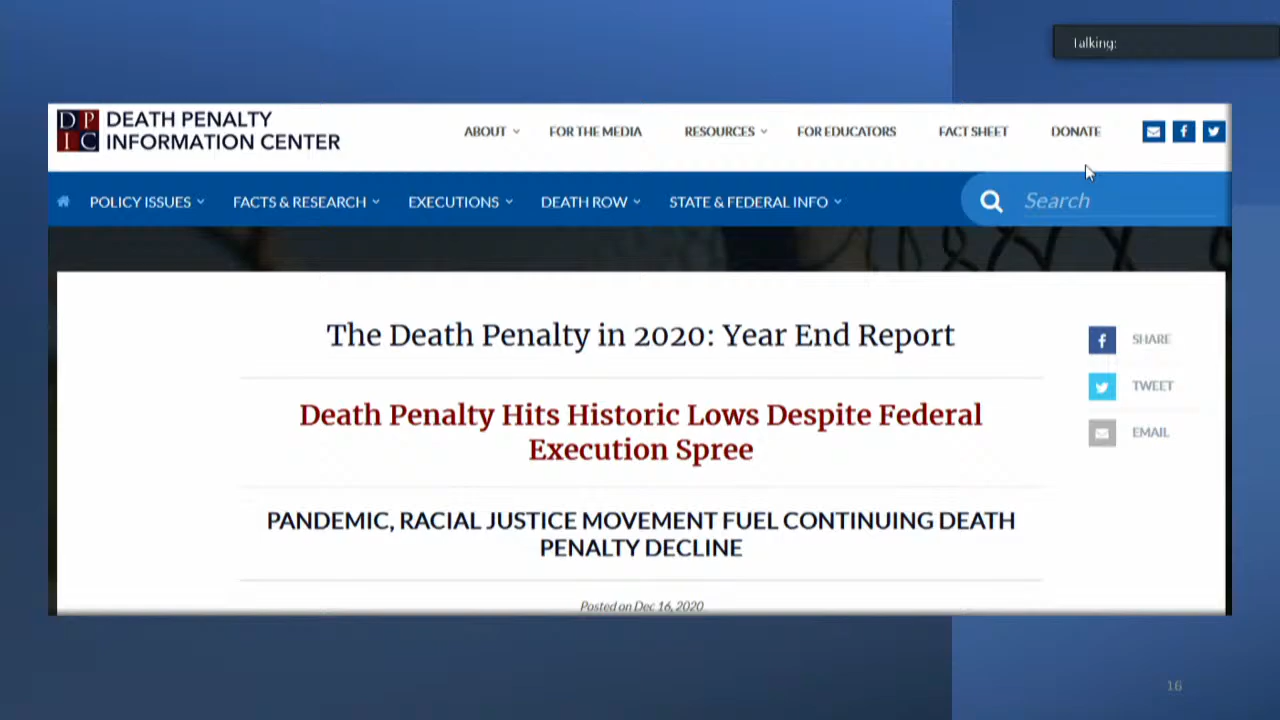 Talking:
D P
I C
DEATH PENALTY
INFORMATION CENTER
ABOUT
FOR THE MEDIA
RESOURCES
FOR EDUCATORS
FACT SHEET
DONATE
POLICY ISSUES
FACTS & RESEARCH
EXECUTIONS
DEATH ROW
STATE & FEDERAL INFO
Search
The Death Penalty in 2020: Year End Report
Death Penalty Hits Historic Lows Despite Federal
Execution Spree
PANDEMIC, RACIAL JUSTICE MOVEMENT FUEL CONTINUING DEATH
PENALTY DECLINE
Posted on Dec 16, 2020
SHARE
TWEET
EMAIL
16